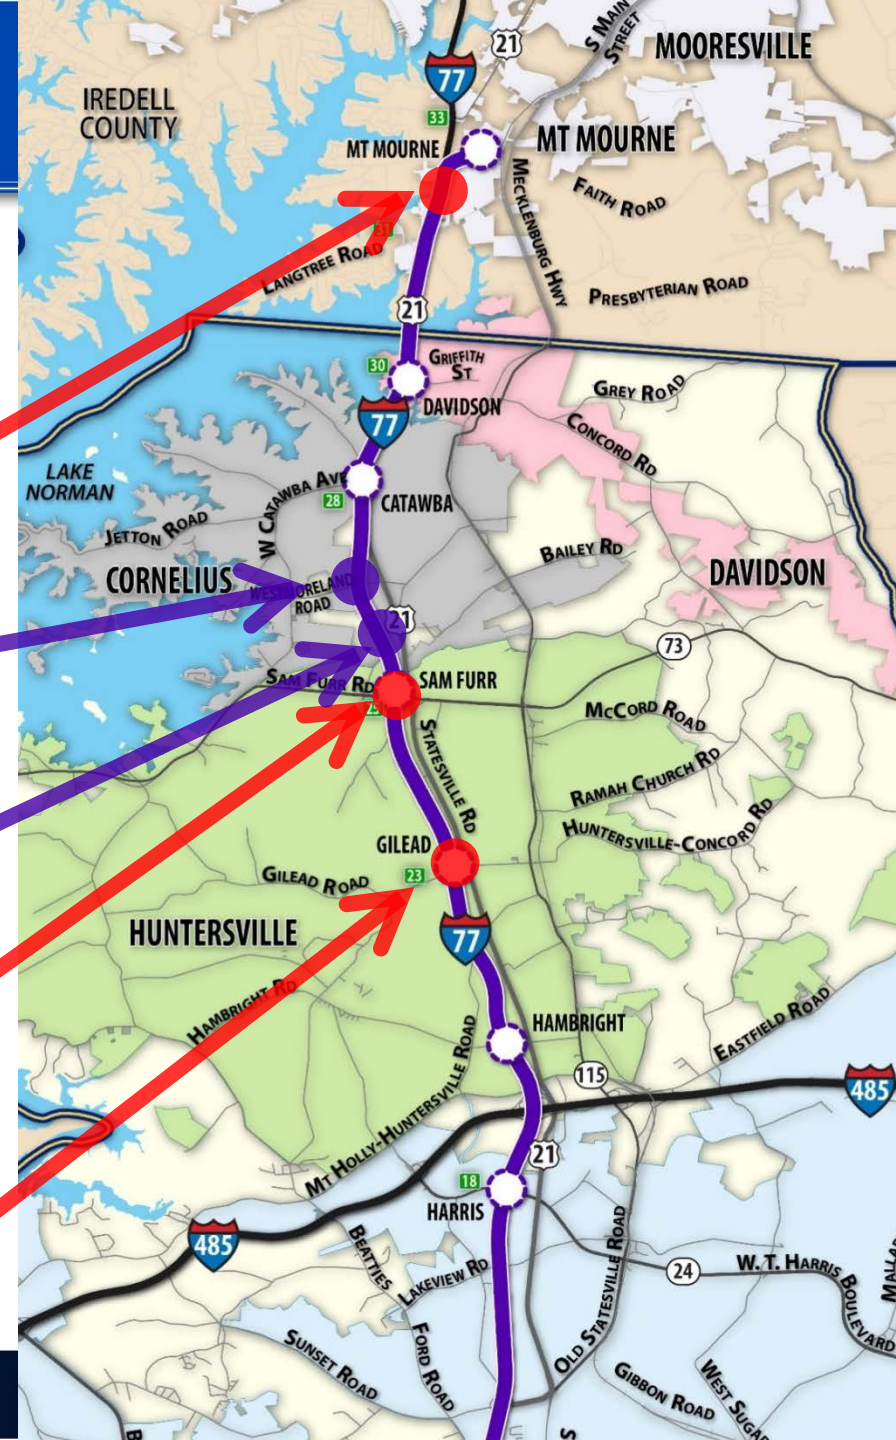 21
S MAIN
STREET
MOORESVILLE
77
IREDELL
COUNTY
33
MT MOURNE
MT MOURNE
MECKLENBURG HWY
FAITH ROAD
31
LANGTREE ROAD
PRESBYTERIAN ROAD
21
GRIFFITH
ST
30
DAVIDSON
GREY ROAD
77
CONCORD RD
LAKE
NORMAN
W CATAWBA AVE
28
CATAWBA
JETTON ROAD
BAILEY RD
CORNELIUS
WESTMORELAND
ROAD
DAVIDSON
21
73
SAM FURR RD
SAM FURR
25
MCCORD ROAD
STATESVILLE RD
RAMAH CHURCH RD
HUNTERSVILLE-CONCORD RD
GILEAD
GILEAD ROAD
23
HUNTERSVILLE
77
HAMBRIGHT RD
HAMBRIGHT
EASTFIELD ROAD
115
485
MT HOLLY-HUNTERSVILLE ROAD
21
18
HARRIS
485
BEATTIES
FORD ROAD
LAKEVIEW RD
OLD STATESVILLE ROAD
24
W.T. HARRIS BOULEVARD
SUNSET ROAD
GIBBON ROAD